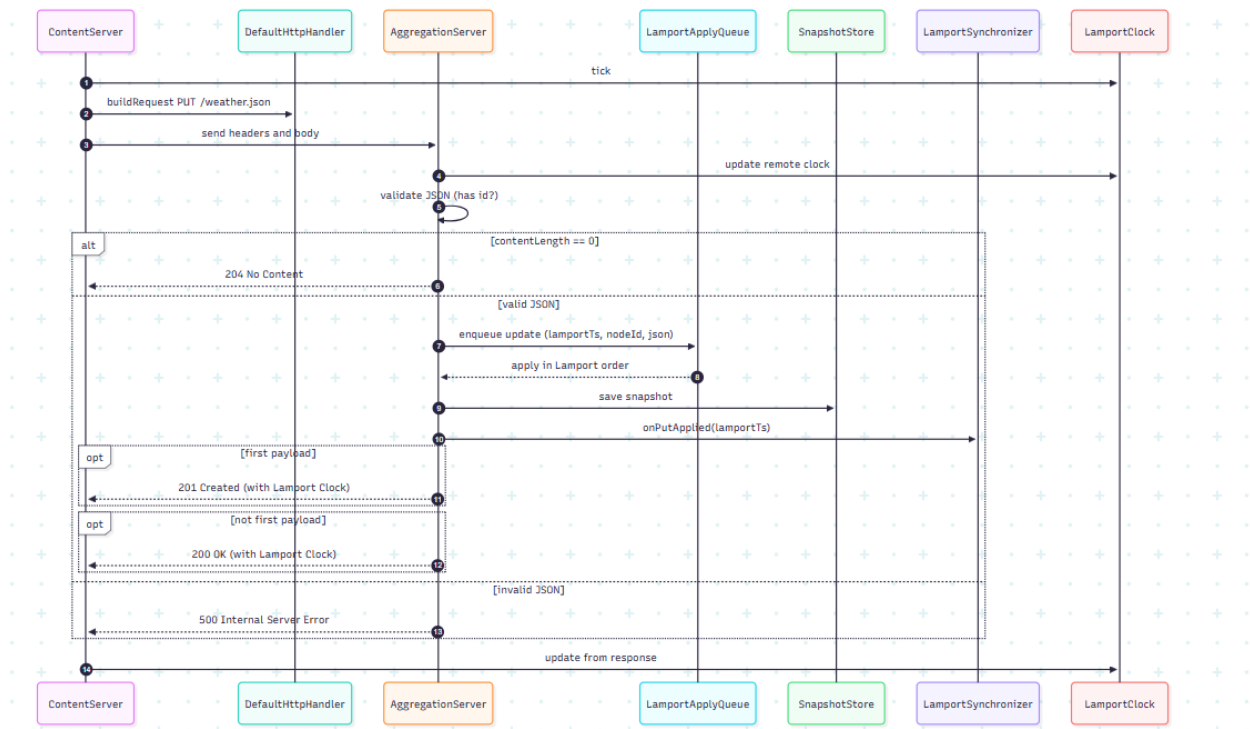 ContentServer
DefaultHttpHandler
AggregationServer
LamportApplyQueue
SnapshotStore
LamportSynchronizer
LamportClock
1
tick
2
buildRequest PUT /weather.json
3
send headers and body
4
update remote clock
validate JSON (has id?)
5
alt
[contentLength == 0]
204 No Content
6
[valid JSON]
7
enqueue update (lamportTs, nodeId, json)
apply in Lamport order
8
9
save snapshot
10
onPutApplied(lamportTs)
opt
[first payload]
201 Created (with Lamport Clock)
11
opt
[not first payload]
200 OK (with Lamport Clock)
12
[invalid JSON]
500 Internal Server Error
13
14
update from response
ContentServer
DefaultHttpHandler
AggregationServer
LamportApplyQueue
SnapshotStore
LamportSynchronizer
LamportClock